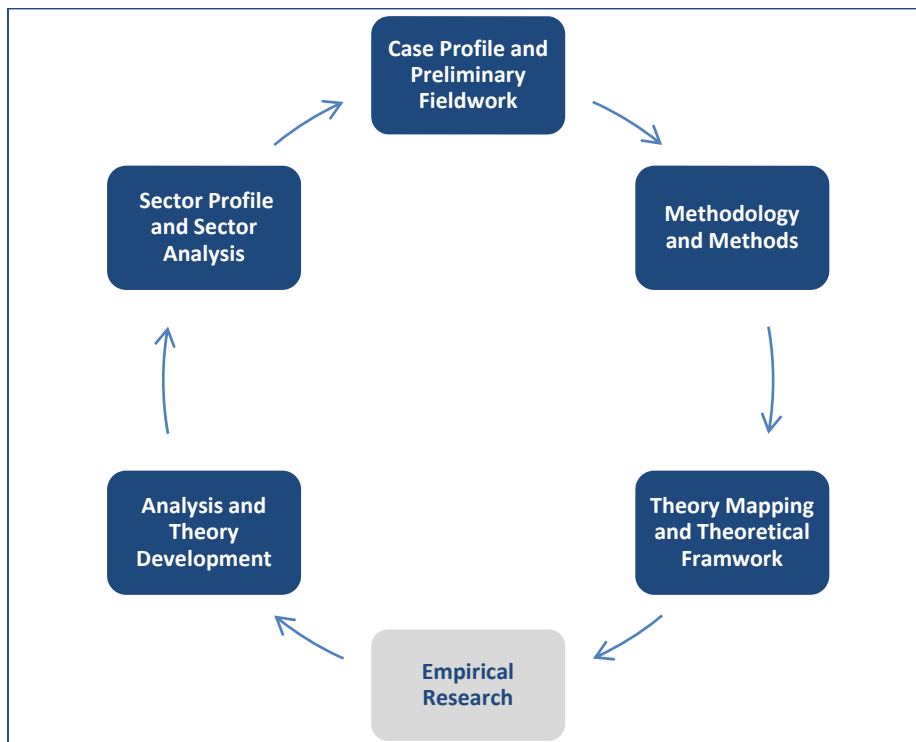 Case Profile and
Preliminary
Fieldwork
Methodology
and Methods
Theory Mapping
and Theoretical
Framwork
Empirical
Research
Analysis and
Theory
Development
Sector Profile
and Sector
Analysis